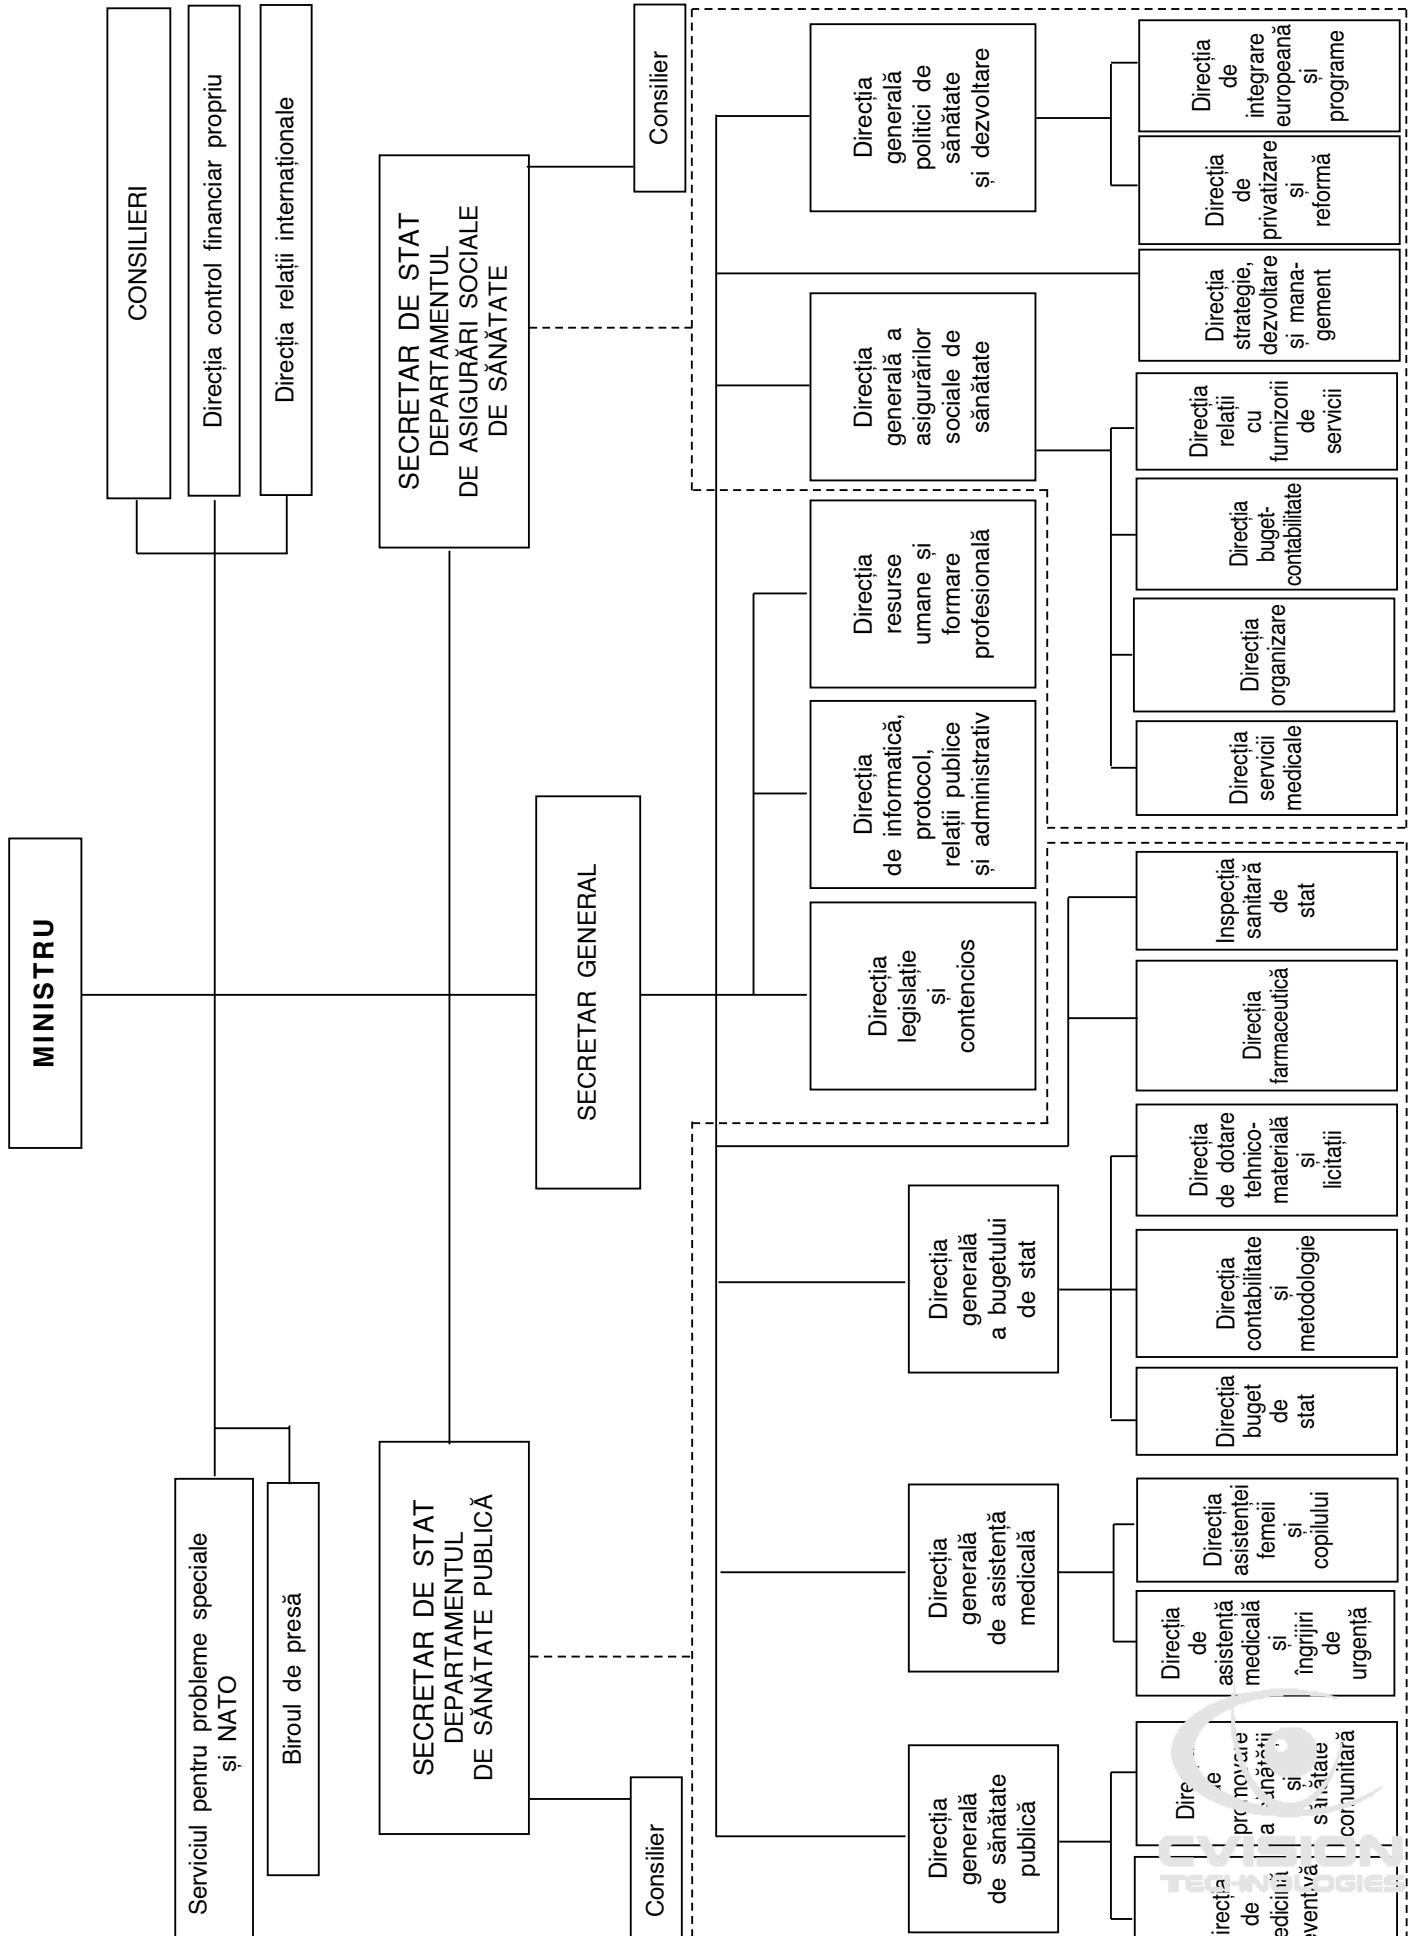 MINISTRU
Serviciul pentru probleme speciale
și NATO
Biroul de presă
CONSILIERI
Direcția control financiar propriu
Direcția relații internaționale
SECRETAR DE STAT
DEPARTAMENTUL
DE SĂNĂTATE PUBLICĂ
SECRETAR DE STAT
DEPARTAMENTUL
DE ASIGURĂRI SOCIALE
DE SĂNĂTATE
Consilier
SECRETAR GENERAL
Consilier
Direcția
generală
de sănătate
publică
Direcția
generală
de asistență
medicală
Direcția
generală
a bugetului
de stat
Direcția
legislație
și
contencios
Direcția
de informatică,
protocol,
relații publice
și administrativ
Direcția
resurse
umane și
formare
profesională
Direcția
generală a
asigurărilor
sociale de
sănătate
Direcția
generală
politici de
sănătate
și dezvoltare
de
promovare
a sănătății
și
sănătate
comunitară
Direcția
de
asistență
medicală
și
îngrijiri
de
urgență
Direcția
asistenței
femeii
și
copilului
Direcția
buget
de
stat
Direcția
contabilitate
și
metodologie
Direcția
de dotare
tehnico-
materială
și
licitații
Direcția
farmaceutică
Inspecția
sanitară
de
stat
Direcția
servicii
medicale
Direcția
organizare
Direcția
buget-
contabilitate
Direcția
relații
cu
furnizorii
de
servicii
Direcția
strategie,
dezvoltare
și mana-
gement
Direcția
de
privatizare
și
reformă
Direcția
de
integrare
europeană
și
programe
CVISION
TECHNOLOGIES